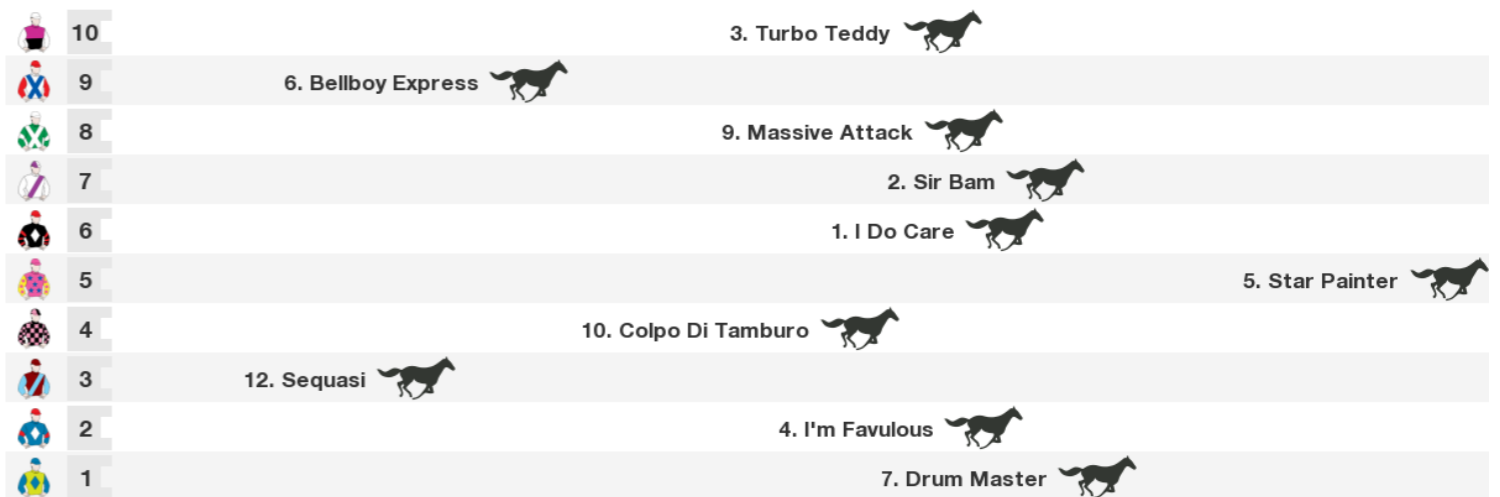 10 3. Turbo Teddy
9 6. Bellboy Express
8 9. Massive Attack
7 2. Sir Bam
6 1. I Do Care
5 5. Star Painter
4 10. Colpo Di Tamburo
3 12. Sequasi
2 4. I'm Favulous
1 7. Drum Master